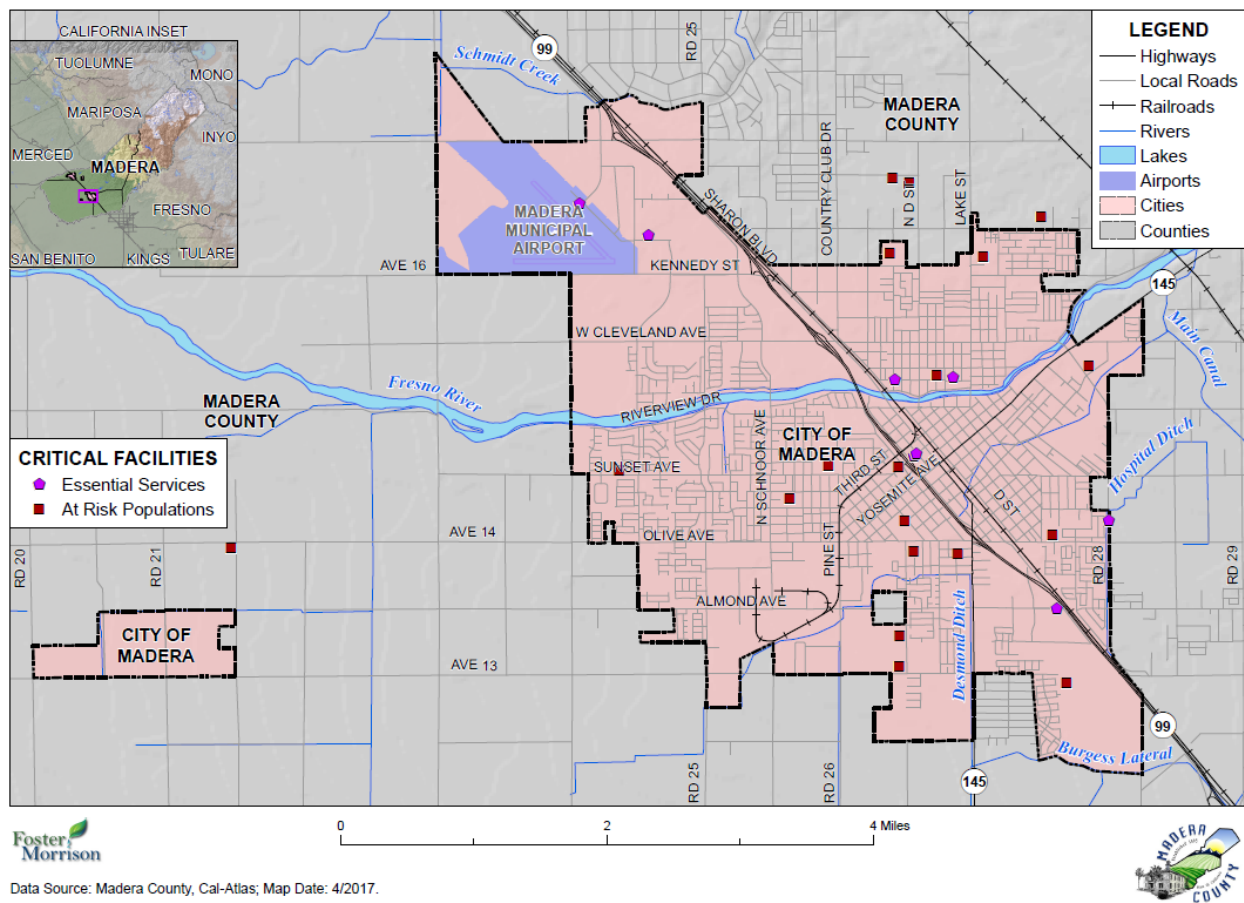 CALIFORNIA INSET
TUOLUMNE
MONO
MARIPOSA
INYO
MERCED
MADERA
FRESNO
TULARE
SAN BENITO
KINGS
LEGEND
Highways
Local Roads
Railroads
Rivers
Lakes
Airports
Cities
Counties
RD 25
99
Schmidt Creek
MADERA
COUNTY
COUNTRY CLUB DR
N D ST
LAKE ST
SHARON BLVD
MADERA
MUNICIPAL
AIRPORT
AVE 16
KENNEDY ST
145
Main Canal
W CLEVELAND AVE
Fresno River
RIVERVIEW DR
MADERA
COUNTY
CRITICAL FACILITIES
Essential Services
At Risk Populations
CITY OF
MADERA
N SCHNOOR AVE
THIRD ST
YOSEMITE AVE
SUNSET AVE
D ST
Hospital Ditch
AVE 14
OLIVE AVE
PINE ST
RD 20
RD 21
RD 28
RD 29
ALMOND AVE
CITY OF
MADERA
AVE 13
Desmond Ditch
99
Burgess Lateral
RD 25
RD 26
145
Foster
Morrison
0
2
4 Miles
MADERA
COUNTY
Data Source: Madera County, Cal-Atlas; Map Date: 4/2017.